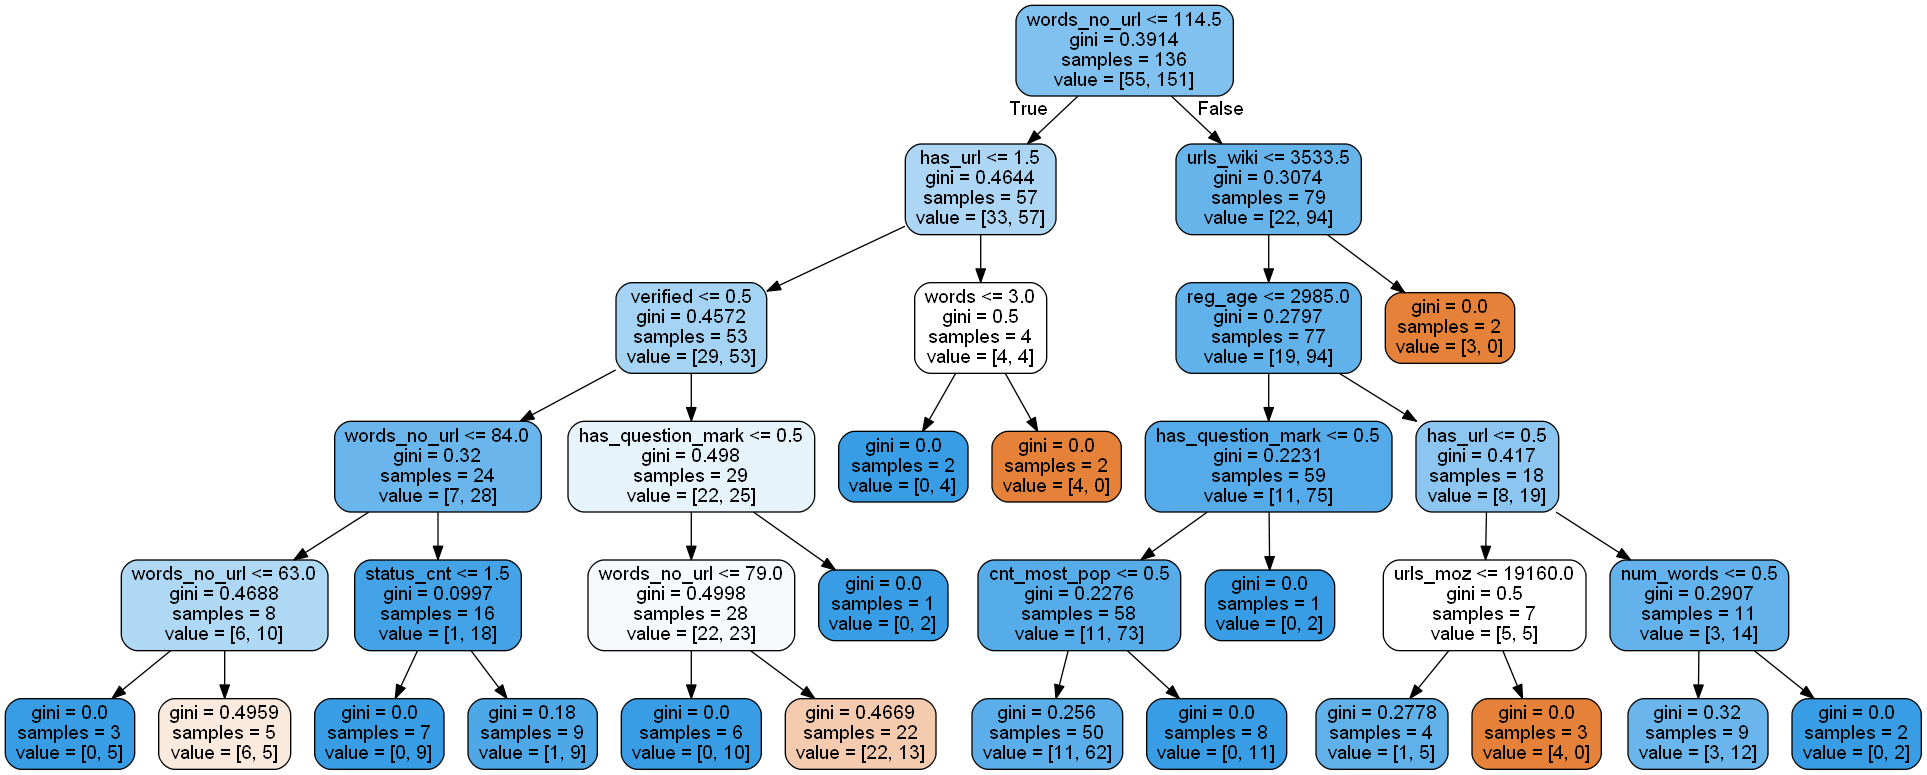 words_no_url <= 114.5
gini = 0.3914
samples = 136
value = [55, 151]
True
False
has_url <= 1.5
gini = 0.4644
samples = 57
value = [33, 57]
urls_wiki <= 3533.5
gini = 0.3074
samples = 79
value = [22, 94]
verified <= 0.5
gini = 0.4572
samples = 53
value = [29, 53]
words <= 3.0
gini = 0.5
samples = 4
value = [4, 4]
reg_age <= 2985.0
gini = 0.2797
samples = 77
value = [19, 94]
gini = 0.0
samples = 2
value = [3, 0]
words_no_url <= 84.0
gini = 0.32
samples = 24
value = [7, 28]
has_question_mark <= 0.5
gini = 0.498
samples = 29
value = [22, 25]
gini = 0.0
samples = 2
value = [0, 4]
gini = 0.0
samples = 2
value = [4, 0]
has_question_mark <= 0.5
gini = 0.2231
samples = 59
value = [11, 75]
has_url <= 0.5
gini = 0.417
samples = 18
value = [8, 19]
words_no_url <= 63.0
gini = 0.4688
samples = 8
value = [6, 10]
status_cnt <= 1.5
gini = 0.0997
samples = 16
value = [1, 18]
words_no_url <= 79.0
gini = 0.4998
samples = 28
value = [22, 23]
gini = 0.0
samples = 1
value = [0, 2]
cnt_most_pop <= 0.5
gini = 0.2276
samples = 58
value = [11, 73]
gini = 0.0
samples = 1
value = [0, 2]
urls_moz <= 19160.0
gini = 0.5
samples = 7
value = [5, 5]
num_words <= 0.5
gini = 0.2907
samples = 11
value = [3, 14]
gini = 0.0
samples = 3
value = [0, 5]
gini = 0.4959
samples = 5
value = [6, 5]
gini = 0.0
samples = 7
value = [0, 9]
gini = 0.18
samples = 9
value = [1, 9]
gini = 0.0
samples = 6
value = [0, 10]
gini = 0.4669
samples = 22
value = [22, 13]
gini = 0.256
samples = 50
value = [11, 62]
gini = 0.0
samples = 8
value = [0, 11]
gini = 0.2778
samples = 4
value = [1, 5]
gini = 0.0
samples = 3
value = [4, 0]
gini = 0.32
samples = 9
value = [3, 12]
gini = 0.0
samples = 2
value = [0, 2]